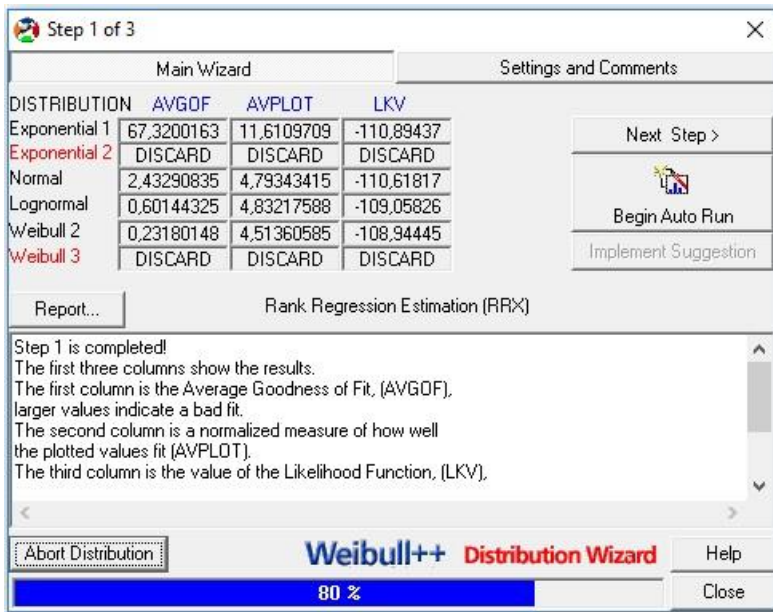 Step 1 of 3
Main Wizard Settings and Comments
DISTRIBUTION AVGOF AVPLOT LKV
Exponential 1 67,3200163 11,6109709 -110,89437
Exponential 2 DISCARD DISCARD DISCARD
Normal 2,43290835 4,79343415 -110,61817
Lognormal 0,60144325 4,83217588 -109,05826
Weibull 2 0,23180148 4,51360585 -108,94445
Weibull 3 DISCARD DISCARD DISCARD
Next Step >
Begin Auto Run
Implement Suggestion
Report... Rank Regression Estimation (RRX)
Step 1 is completed!
The first three columns show the results.
The first column is the Average Goodness of Fit, (AVGOF),
larger values indicate a bad fit.
The second column is a normalized measure of how well
the plotted values fit (AVPLOT).
The third column is the value of the Likelihood Function, (LKV),
Abort Distribution Weibull++ Distribution Wizard Help
80 % Close